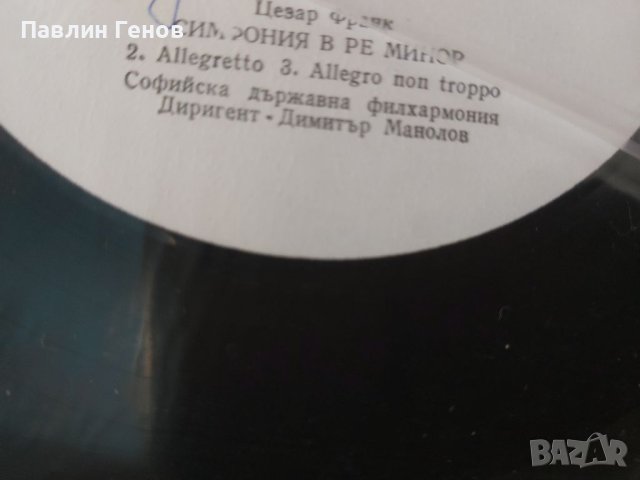 Павлин Генов
Цезар Франк
СИМФОНИЯ В РЕ МИНОР
2. Allegretto 3. Allegro non troppo
Софийска държавна филхармония
Диригент - Димитър Манолов
BAZAR